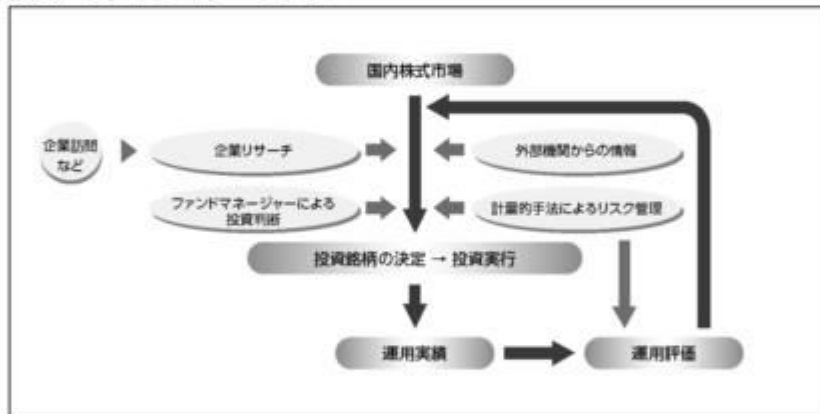 国内株式市場
企業訪問
など
企業リサーチ
外部機関からの情報
ファンドマネージャーによる
投資判断
計量的手法によるリスク管理
投資銘柄の決定 → 投資実行
運用実績
運用評価